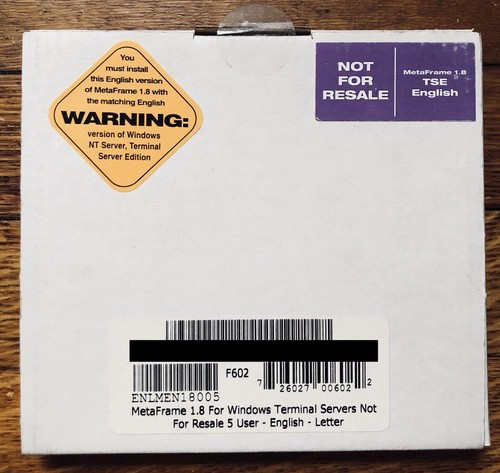 You
must install
this English version
of MetaFrame 1.8 with
the matching English
WARNING:
version of Windows
NT Server, Terminal
Server Edition
NOT
FOR
RESALE
MetaFrame 1.8
TSE
English
F602
7 26027 00602 2
ENLMEN18005
MetaFrame 1.8 For Windows Terminal Servers Not
For Resale 5 User - English - Letter